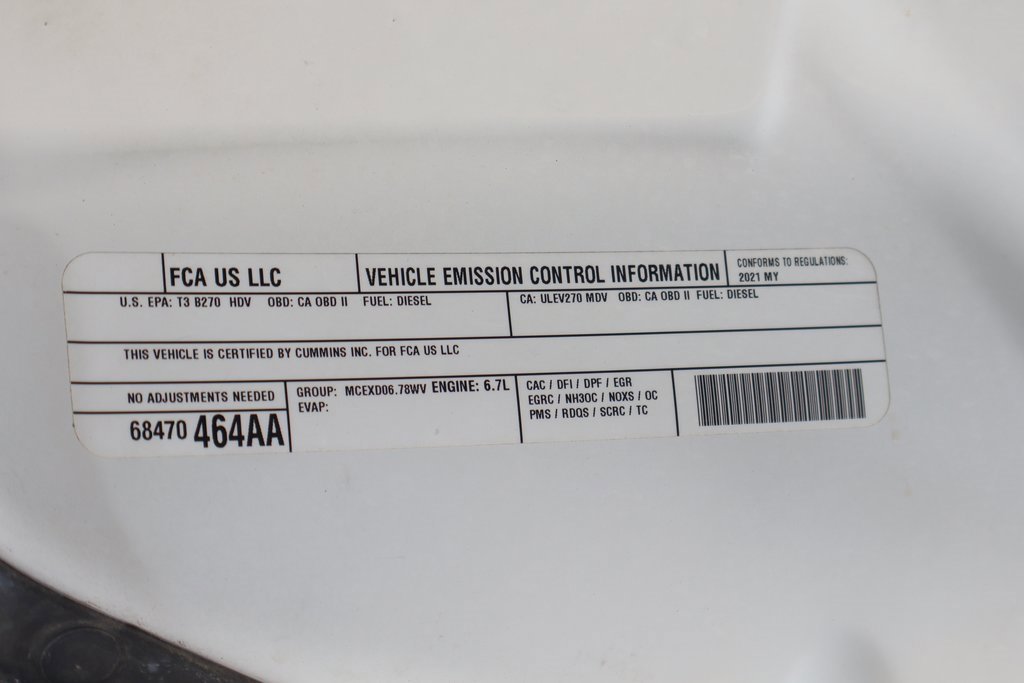 FCA US LLC
VEHICLE EMISSION CONTROL INFORMATION
CONFORMS TO REGULATIONS:
2021 MY
U.S. EPA: T3 B270 HDV OBD: CA OBD II FUEL: DIESEL
CA: ULEV270 MDV OBD: CA OBD II FUEL: DIESEL
THIS VEHICLE IS CERTIFIED BY CUMMINS INC. FOR FCA US LLC
NO ADJUSTMENTS NEEDED
68470 464AA
GROUP: MCEXD06.78WV ENGINE: 6.7L
EVAP:
CAC / DFI / DPF / EGR
EGRC / NH3OC / NOXS / OC
PMS / RDQS / SCRC / TC